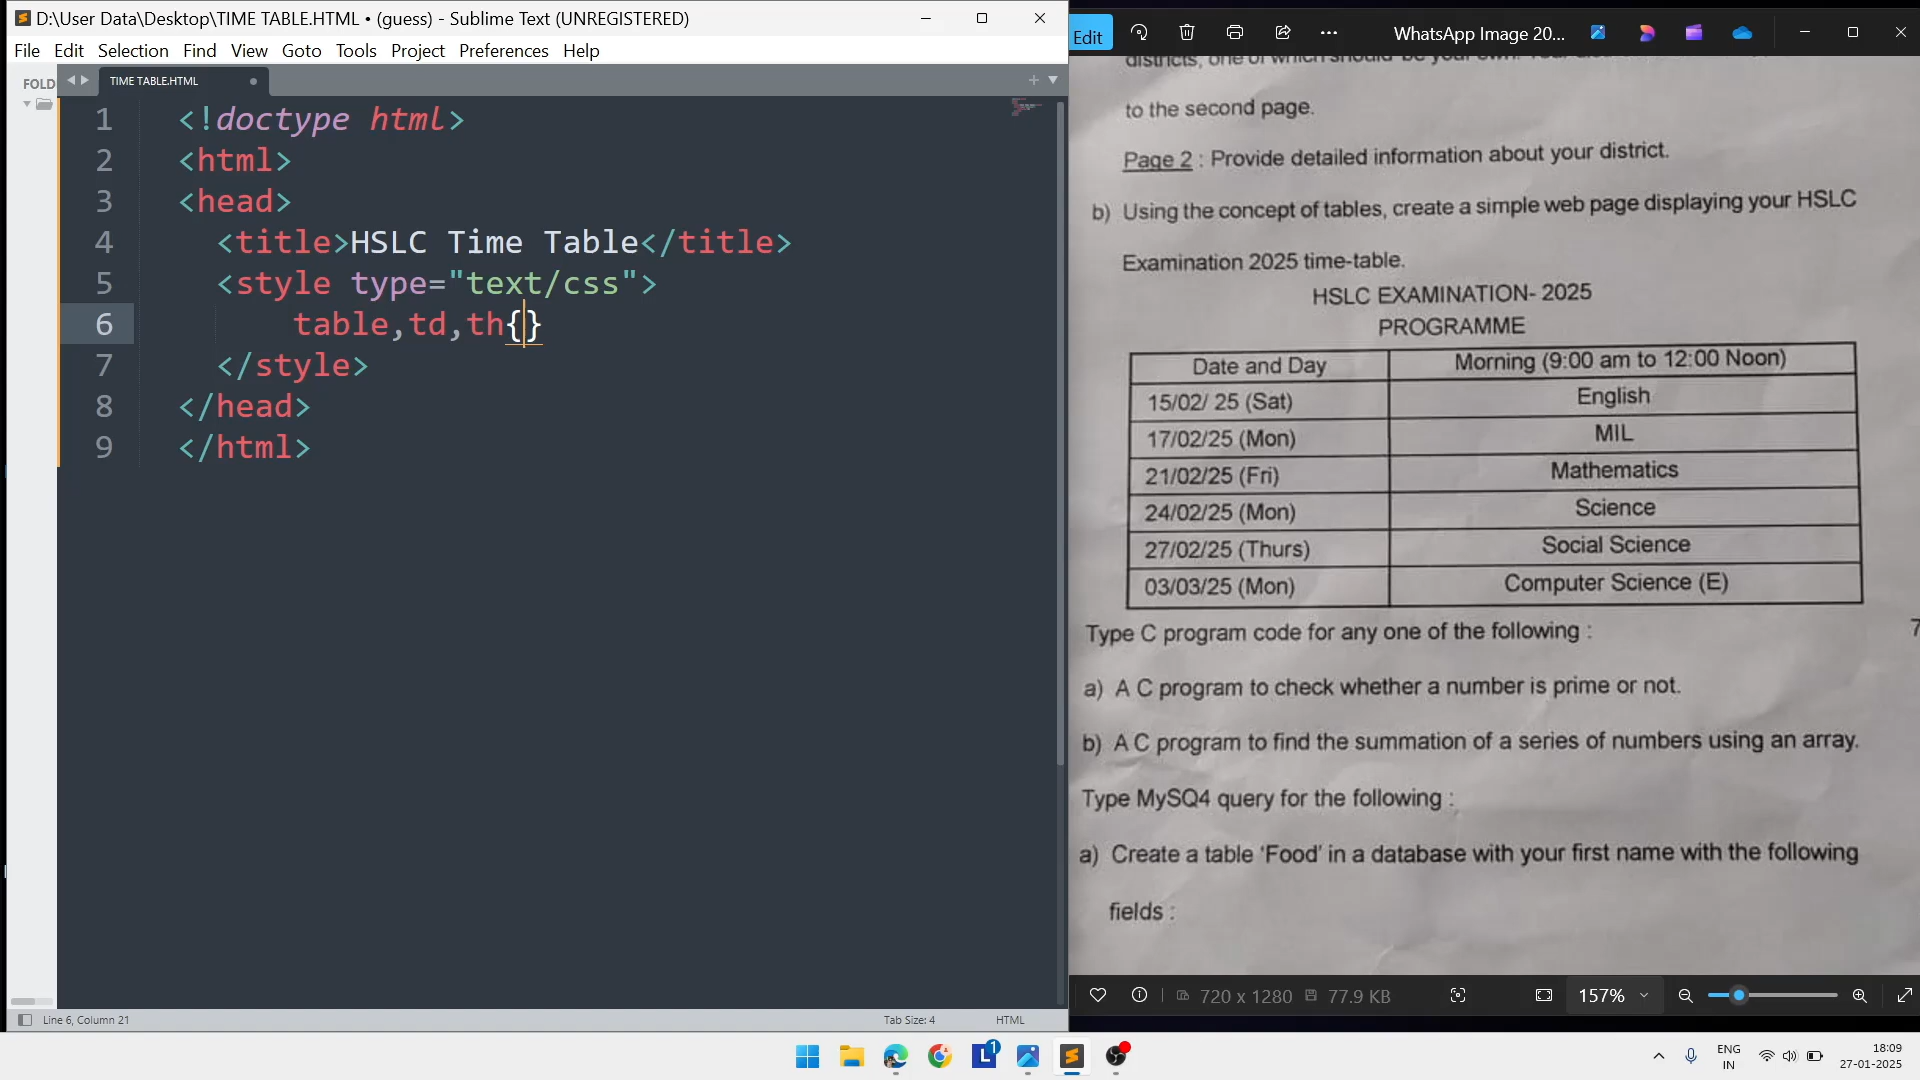 D:\User Data\Desktop\TIME TABLE.HTML • (guess) - Sublime Text (UNREGISTERED)
File Edit Selection Find View Goto Tools Project Preferences Help
FOLD
TIME TABLE.HTML
1 <!doctype html>
2 <html>
3 <head>
4 <title>HSLC Time Table</title>
5 <style type="text/css">
6 table,td,th{}
7 </style>
8 </head>
9 </html>
Line 6, Column 21
Tab Size: 4
HTML
Edit
WhatsApp Image 20...
districts, one of which should be your own.
to the second page.
Page 2 : Provide detailed information about your district.
b) Using the concept of tables, create a simple web page displaying your HSLC
Examination 2025 time-table.
HSLC EXAMINATION- 2025
PROGRAMME
Date and Day Morning (9:00 am to 12:00 Noon)
15/02/ 25 (Sat) English
17/02/25 (Mon) MIL
21/02/25 (Fri) Mathematics
24/02/25 (Mon) Science
27/02/25 (Thurs) Social Science
03/03/25 (Mon) Computer Science (E)
Type C program code for any one of the following :
7
a) A C program to check whether a number is prime or not.
b) A C program to find the summation of a series of numbers using an array.
Type MySQ4 query for the following :
a) Create a table ‘Food’ in a database with your first name with the following
fields :
720 x 1280 77.9 KB
157%
L 1
ENG
IN
18:09
27-01-2025